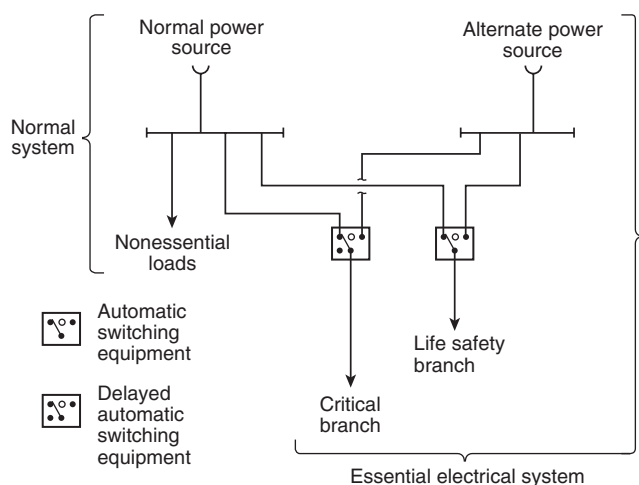 Normal power
source
Alternate power
source
Normal
system
Nonessential
loads
Automatic
switching
equipment
Delayed
automatic
switching
equipment
Life safety
branch
Critical
branch
Essential electrical system